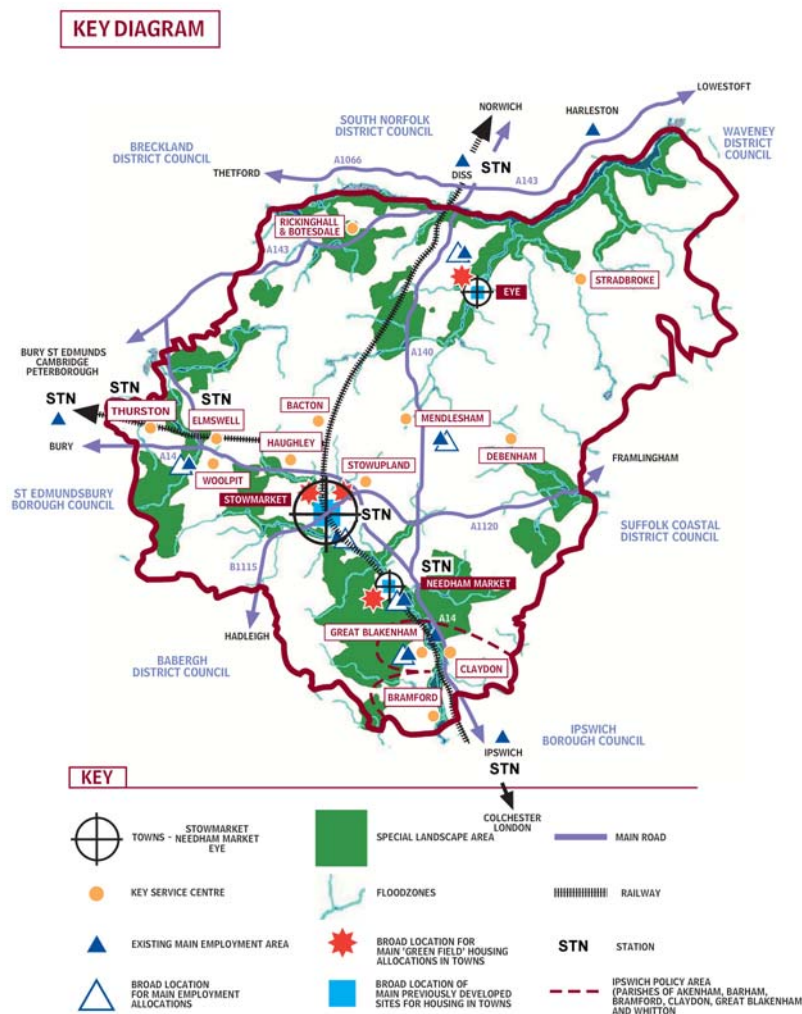 KEY DIAGRAM
LOWESTOFT
NORWICH
HARLESTON
SOUTH NORFOLK
DISTRICT COUNCIL
WAVENEY
DISTRICT
COUNCIL
BRECKLAND
DISTRICT COUNCIL
STN
THETFORD
A1066
DISS
A143
RICKINGHALL
& BOTESDALE
A143
EYE
STRADBROKE
A140
BURY ST EDMUNDS
CAMBRIDGE
PETERBOROUGH
STN
STN
STN
THURSTON
ELMSWELL
BACTON
MENDLESHAM
HAUGHLEY
DEBENHAM
BURY
A14
WOOLPIT
STOWUPLAND
FRAMLINGHAM
ST EDMUNDSBURY
BOROUGH COUNCIL
STOWMARKET
STN
A1120
SUFFOLK COASTAL
DISTRICT COUNCIL
B1115
STN
NEEDHAM MARKET
HADLEIGH
GREAT BLAKENHAM
A14
BABERGH
DISTRICT COUNCIL
CLAYDON
BRAMFORD
IPSWICH
BOROUGH COUNCIL
IPSWICH
STN
COLCHESTER
LONDON
KEY
TOWNS - STOWMARKET
NEEDHAM MARKET
EYE
SPECIAL LANDSCAPE AREA
MAIN ROAD
KEY SERVICE CENTRE
FLOODZONES
RAILWAY
EXISTING MAIN EMPLOYMENT AREA
BROAD LOCATION FOR
MAIN 'GREEN FIELD' HOUSING
ALLOCATIONS IN TOWNS
STN STATION
BROAD LOCATION
FOR MAIN EMPLOYMENT
ALLOCATIONS
BROAD LOCATION OF
MAIN PREVIOUSLY DEVELOPED
SITES FOR HOUSING IN TOWNS
IPSWICH POLICY AREA
(PARISHES OF AKENHAM, BARHAM,
BRAMFORD, CLAYDON, GREAT BLAKENHAM
AND WHITTON